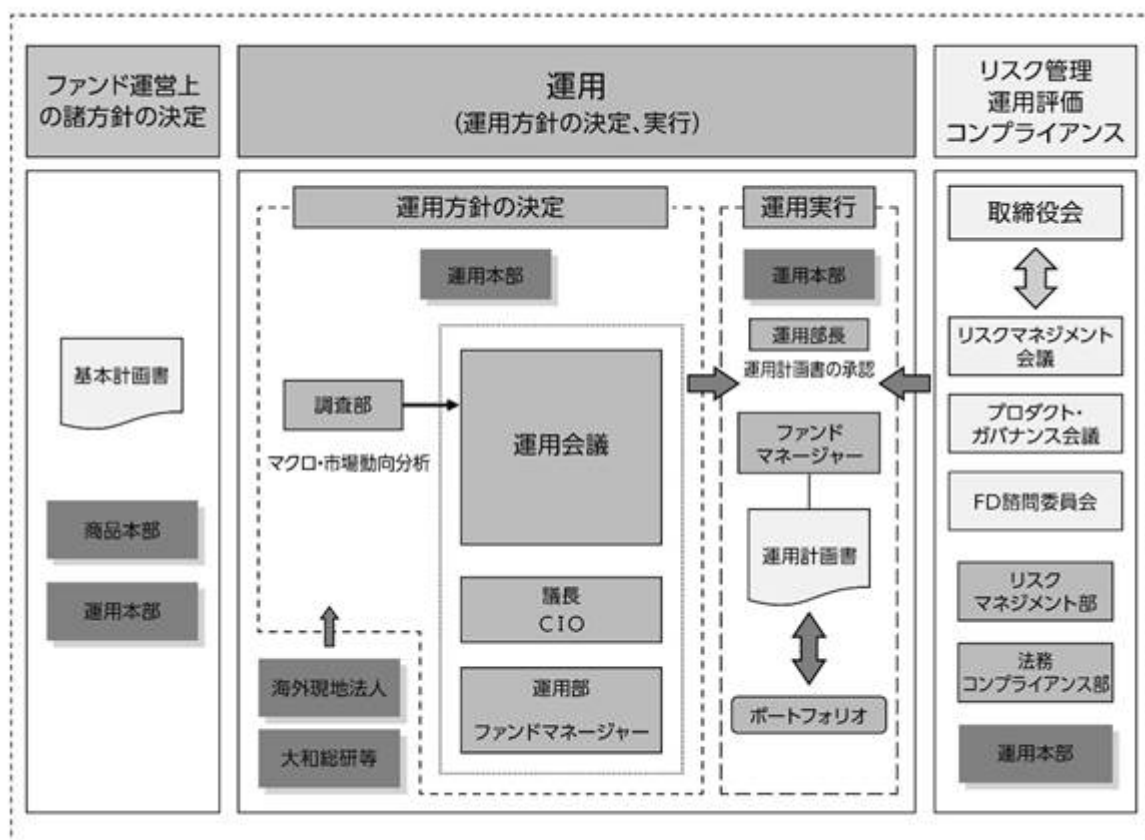 ファンド運営上
の諸方針の決定
基本計画書
商品本部
運用本部
運用
(運用方針の決定、実行)
運用方針の決定
運用本部
調査部
マクロ・市場動向分析
運用会議
議長
CIO
運用部
ファンドマネージャー
海外現地法人
大和総研等
運用実行
運用本部
運用部長
運用計画書の承認
ファンド
マネージャー
運用計画書
ポートフォリオ
リスク管理
運用評価
コンプライアンス
取締役会
リスクマネジメント
会議
プロダクト・
ガバナンス会議
FD諮問委員会
リスク
マネジメント部
法務
コンプライアンス部
運用本部